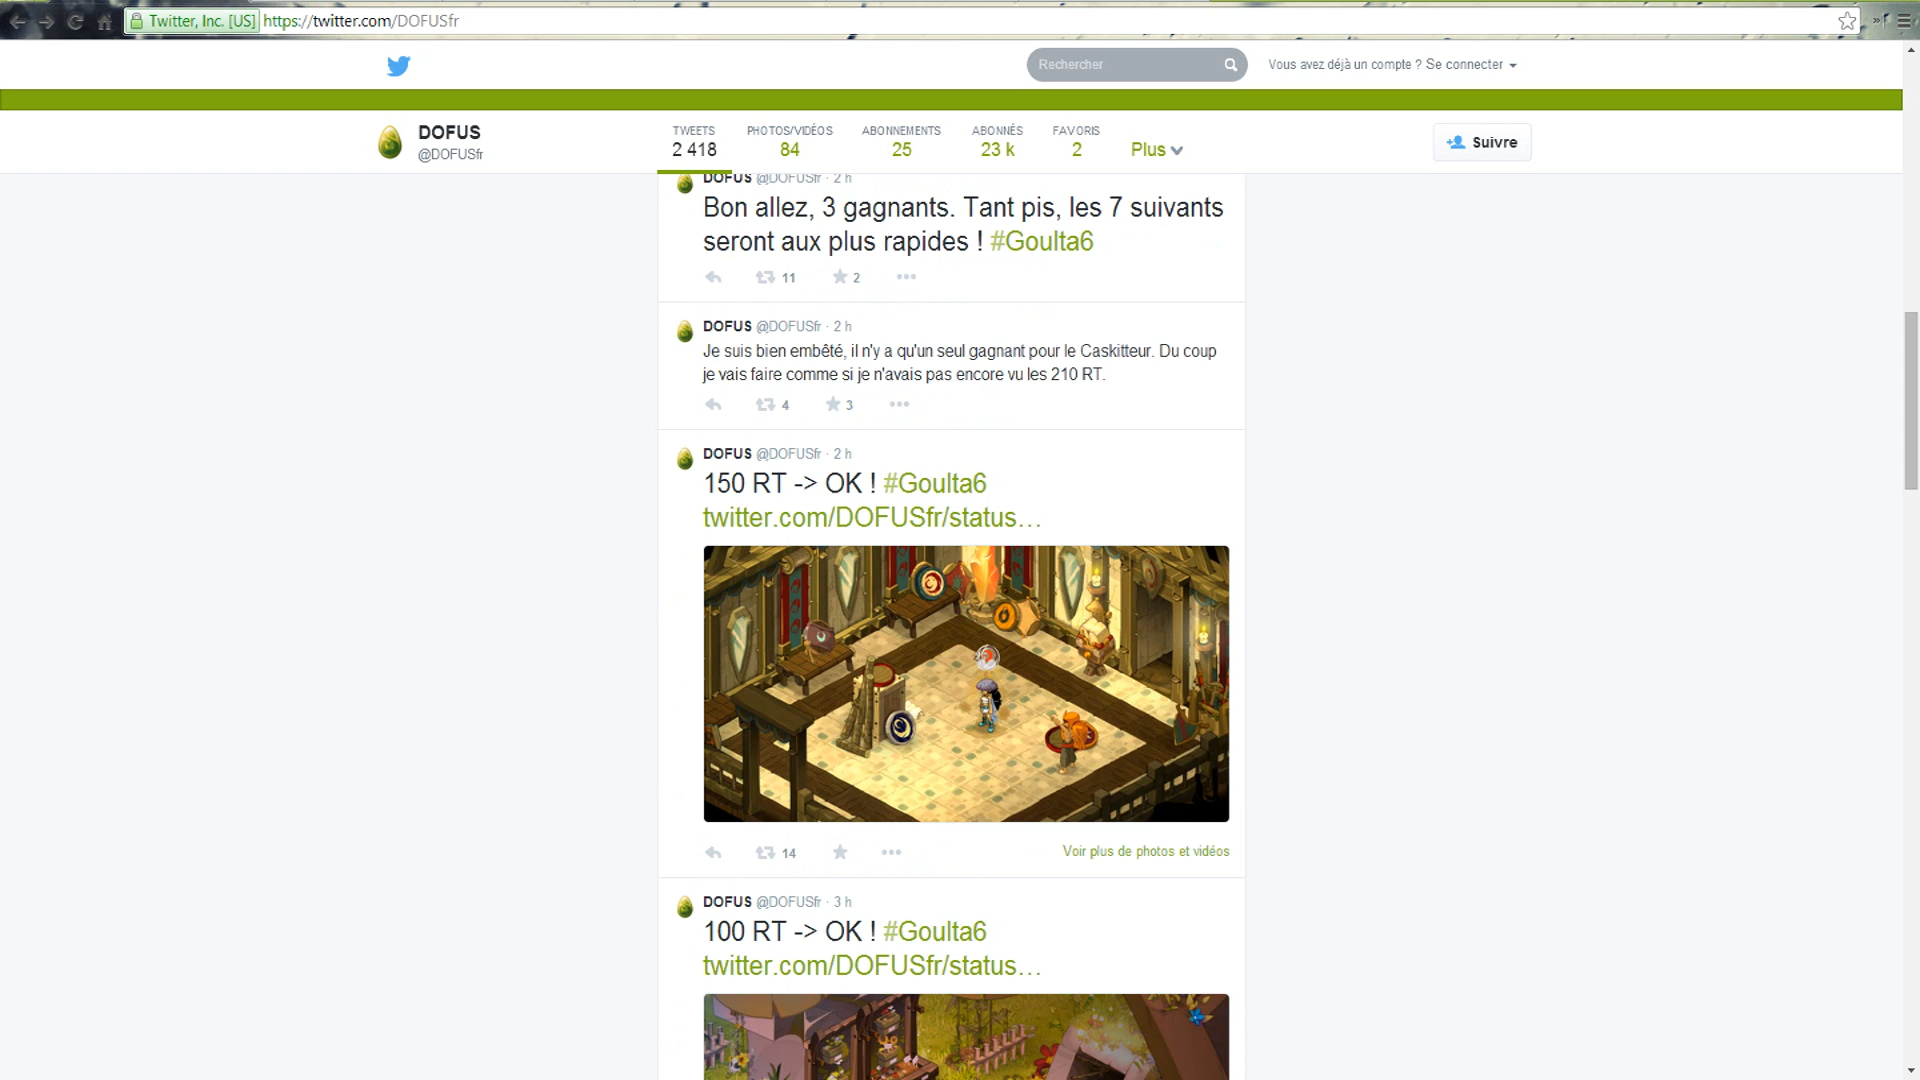 Twitter, Inc. [US] https://twitter.com/DOFUSfr
Rechercher
Vous avez déjà un compte ? Se connecter
DOFUS
@DOFUSfr
TWEETS
2 418
PHOTOS/VIDÉOS
84
ABONNEMENTS
25
ABONNÉS
23 k
FAVORIS
2
Plus
Suivre
DOFUS @DOFUSfr · 2 h
Bon allez, 3 gagnants. Tant pis, les 7 suivants
seront aux plus rapides ! #Goulta6
11
2
DOFUS @DOFUSfr · 2 h
Je suis bien embêté, il n'y a qu'un seul gagnant pour le Caskitteur. Du coup
je vais faire comme si je n'avais pas encore vu les 210 RT.
4
3
DOFUS @DOFUSfr · 2 h
150 RT -> OK ! #Goulta6
twitter.com/DOFUSfr/status…
14
Voir plus de photos et vidéos
DOFUS @DOFUSfr · 3 h
100 RT -> OK ! #Goulta6
twitter.com/DOFUSfr/status…